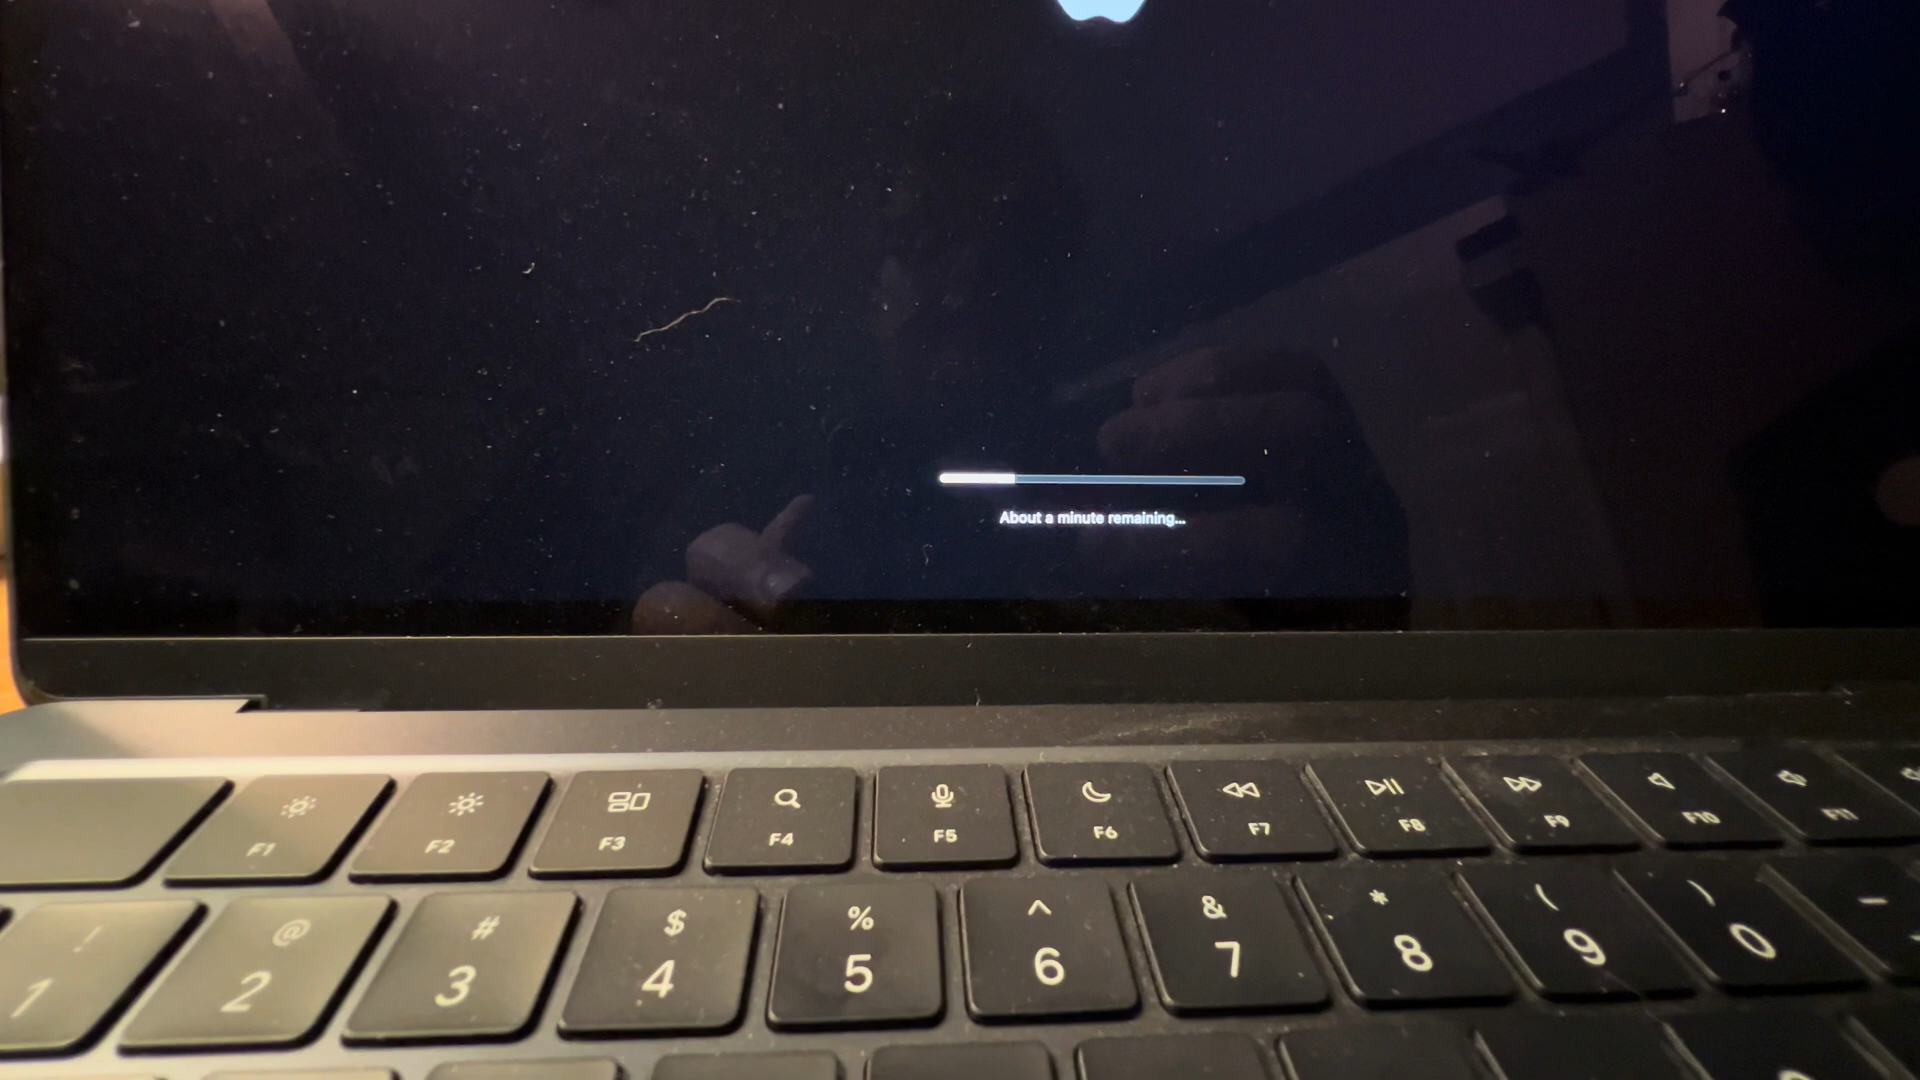 About a minute remaining...
F1 F2 F3 F4 F5 F6 F7 F8 F9 F10 F11
! @ # $ % ^ & * ( ) -
1 2 3 4 5 6 7 8 9 0